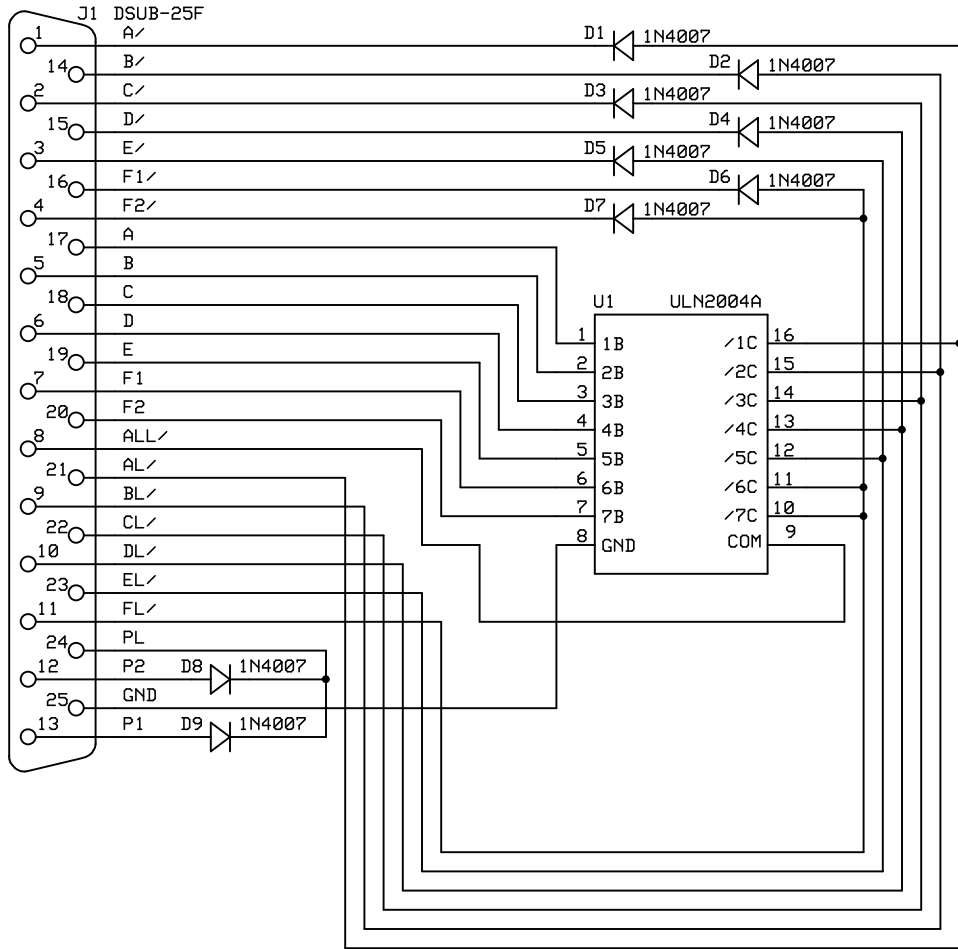 J1 DSUB-25F
1 A/ D1 1N4007
14 B/ D2 1N4007
2 C/ D3 1N4007
15 D/ D4 1N4007
3 E/ D5 1N4007
16 F1/ D6 1N4007
4 F2/ D7 1N4007
17 A
5 B
18 C U1 ULN2004A
6 D 1 1B /1C 16
19 E 2 2B /2C 15
7 F1 3 3B /3C 14
20 F2 4 4B /4C 13
8 ALL/ 5 5B /5C 12
21 AL/ 6 6B /6C 11
9 BL/ 7 7B /7C 10
22 CL/ 8 GND COM 9
10 DL/
23 EL/
11 FL/
24 PL
12 P2 D8 1N4007
25 GND
13 P1 D9 1N4007